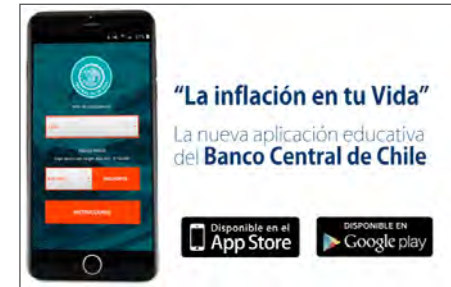 “La inflación en tu Vida”
La nueva aplicación educativa
del Banco Central de Chile
Disponible en el
App Store
DISPONIBLE EN
Google play